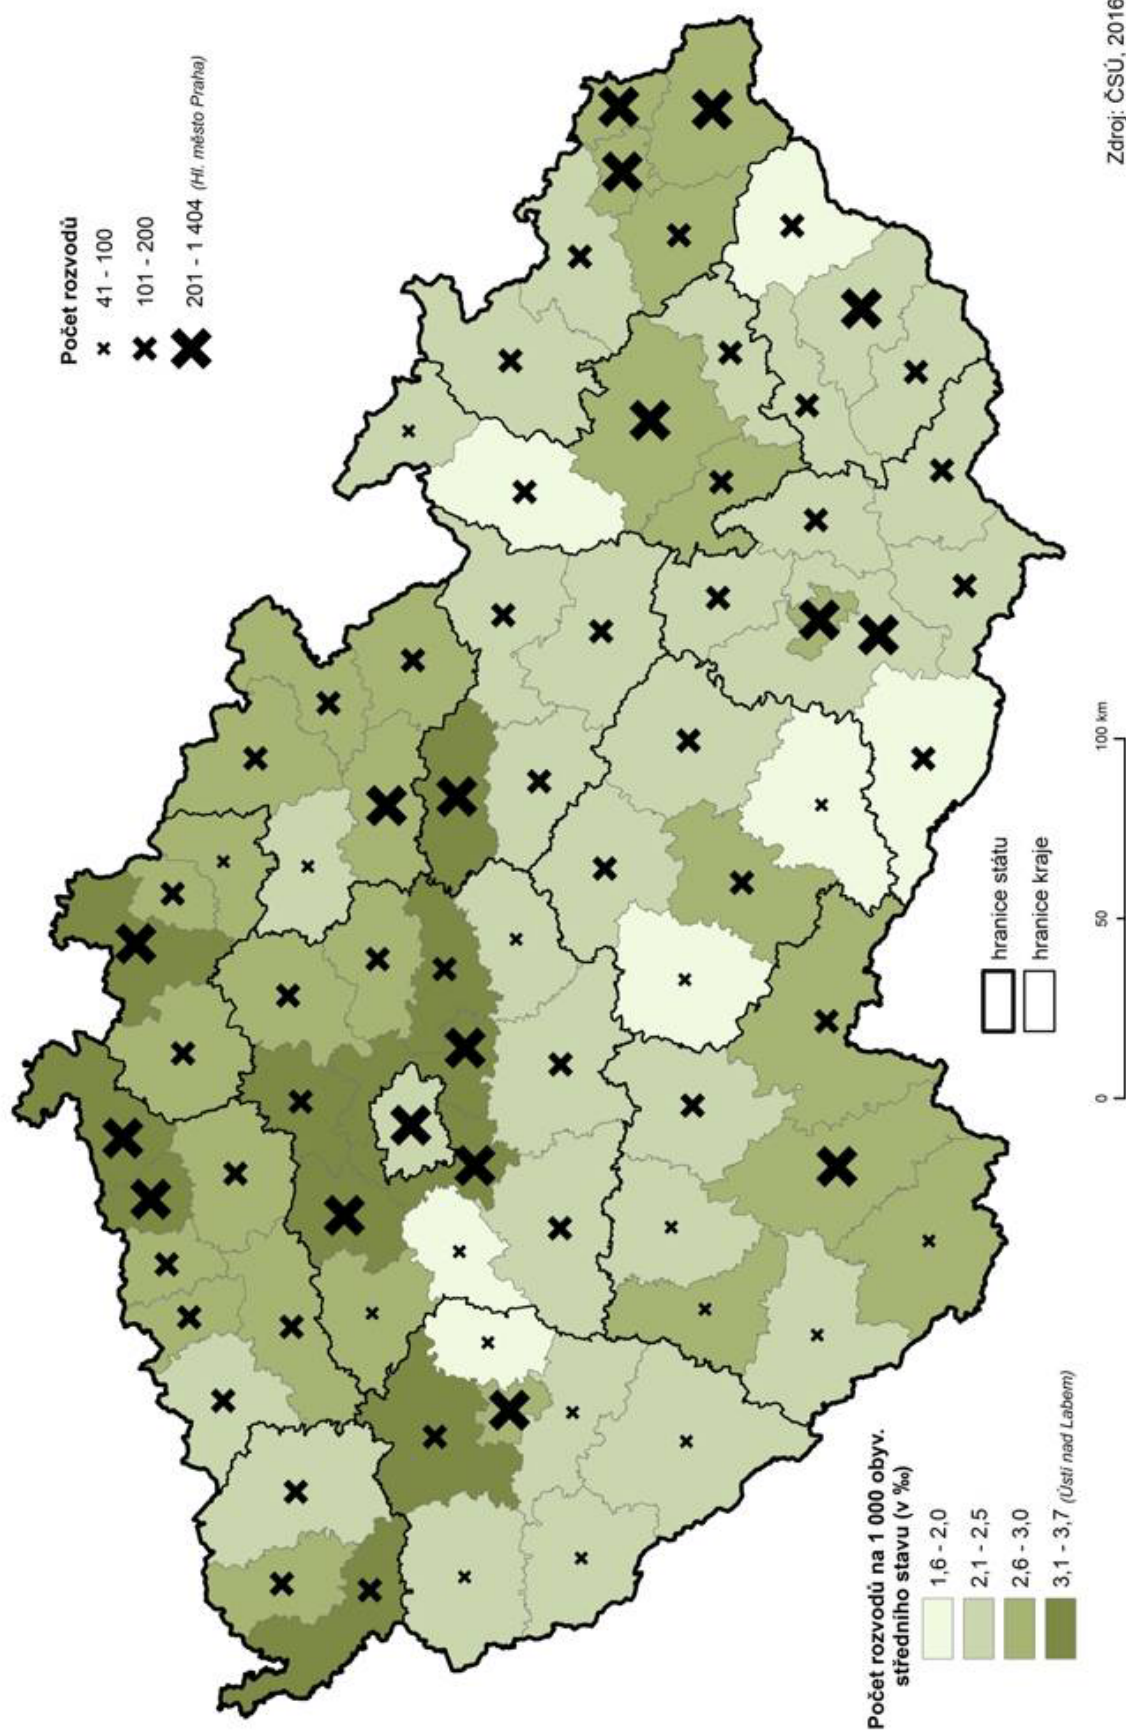 Počet rozvodů
41 - 100
101 - 200
201 - 1 404 (Hl. město Praha)
Počet rozvodů na 1 000 obyv.
středního stavu (v ‰)
1,6 - 2,0
2,1 - 2,5
2,6 - 3,0
3,1 - 3,7 (Ústí nad Labem)
hranice státu
hranice kraje
0 50 100 km
Zdroj: ČSÚ, 2016